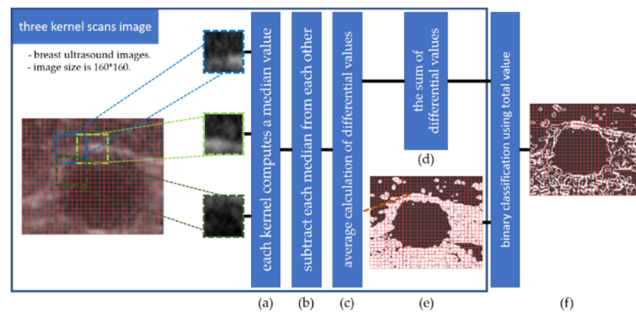 three kernel scans image
- breast ultrasound images.
- image size is 160*160.
each kernel computes a median value
subtract each median from each other
average calculation of differential values
the sum of
differential values
binary classification using total value
(a)
(b)
(c)
(d)
(e)
(f)